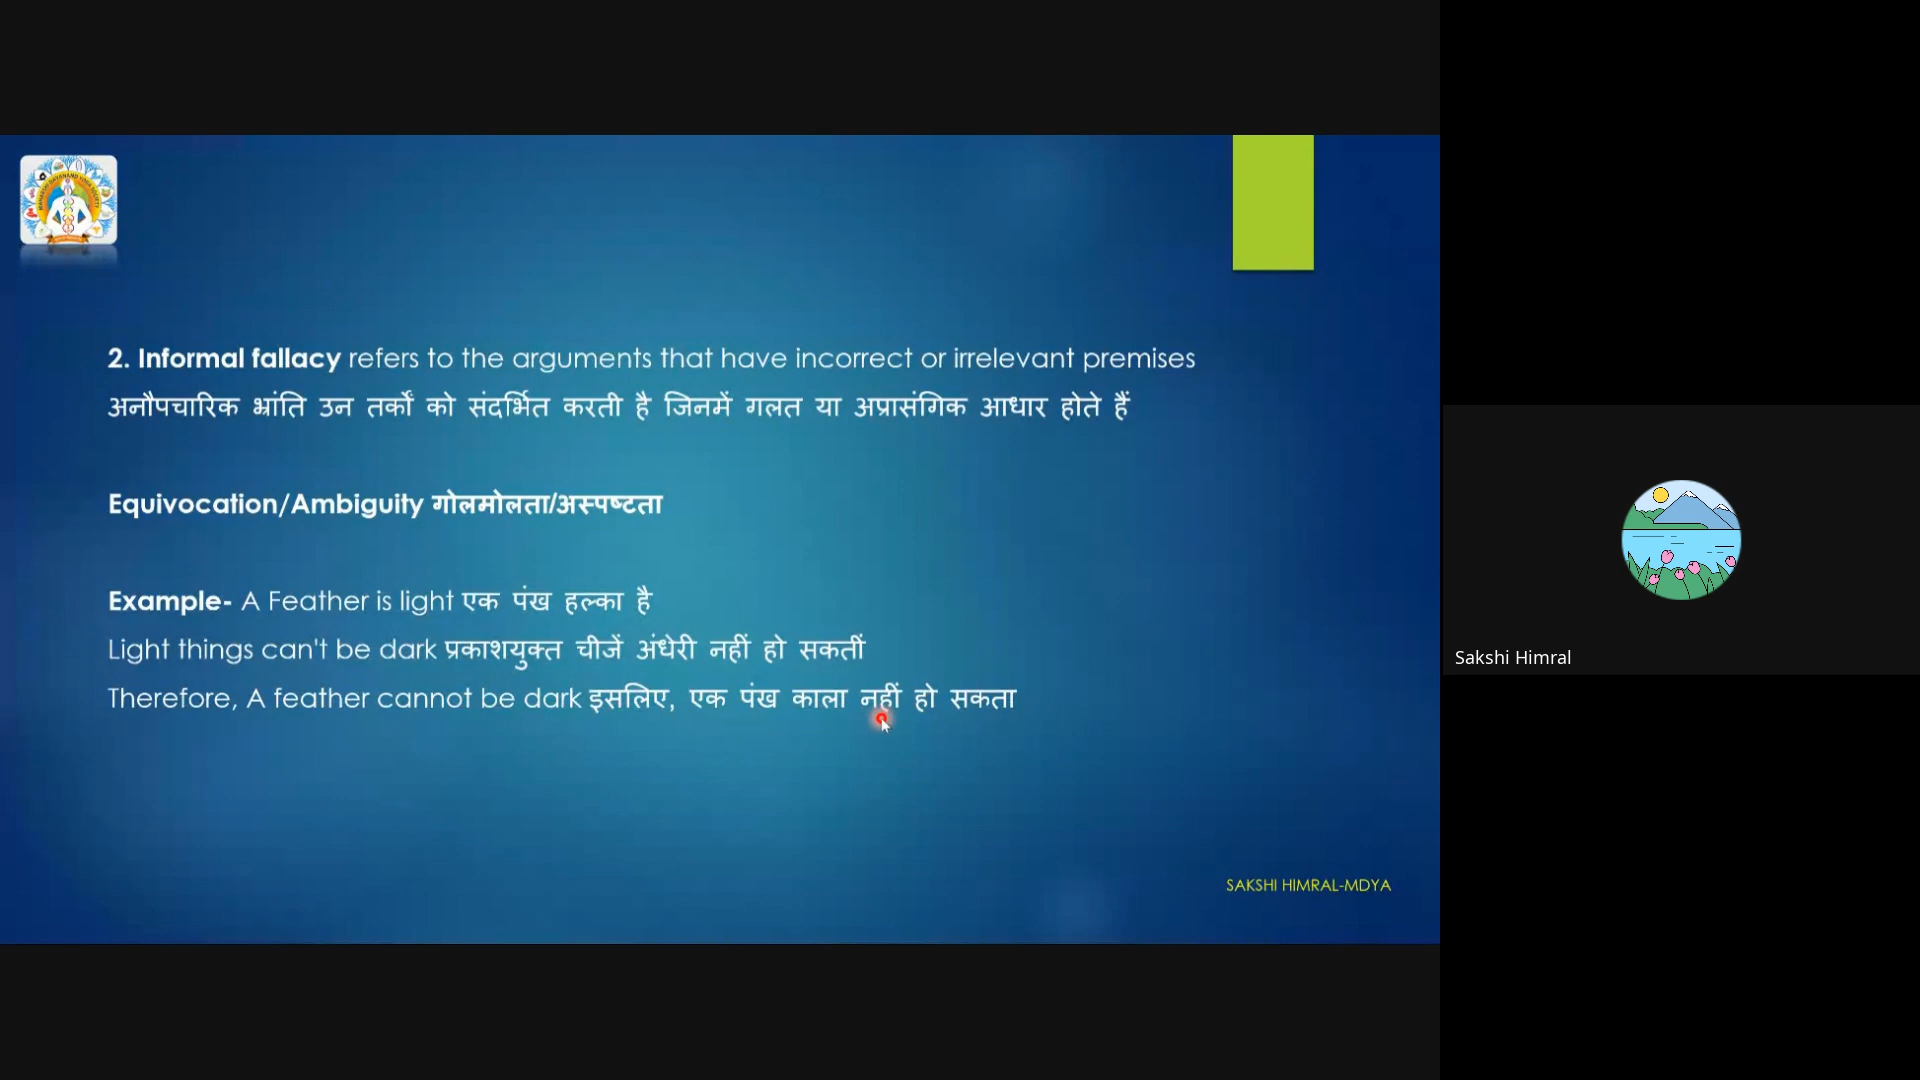 2. Informal fallacy refers to the arguments that have incorrect or irrelevant premises
अनौपचारिक भ्रांति उन तर्कों को संदर्भित करती है जिनमें गलत या अप्रासंगिक आधार होते हैं
Equivocation/Ambiguity गोलमोलता/अस्पष्टता
Example- A Feather is light एक पंख हल्का है
Light things can't be dark प्रकाशयुक्त चीजें अंधेरी नहीं हो सकतीं
Therefore, A feather cannot be dark इसलिए, एक पंख काला नहीं हो सकता
SAKSHI HIMRAL-MDYA
Sakshi Himral